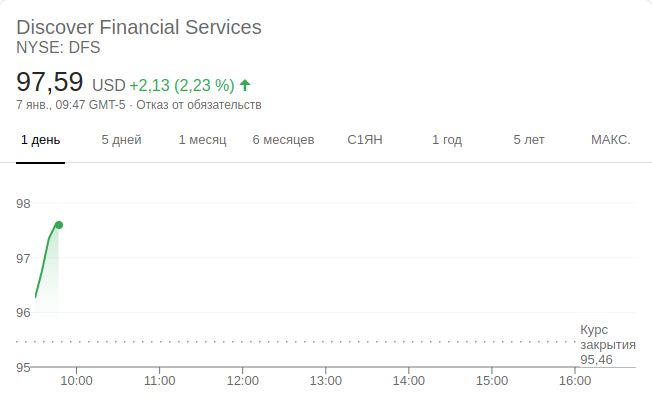 Discover Financial Services
NYSE: DFS
97,59 USD +2,13 (2,23 %)
7 янв., 09:47 GMT-5 · Отказ от обязательств
1 день 5 дней 1 месяц 6 месяцев С1ЯН 1 год 5 лет МАКС.
98
97
96
Курс
закрытия
95,46
95
10:00 11:00 12:00 13:00 14:00 15:00 16:00